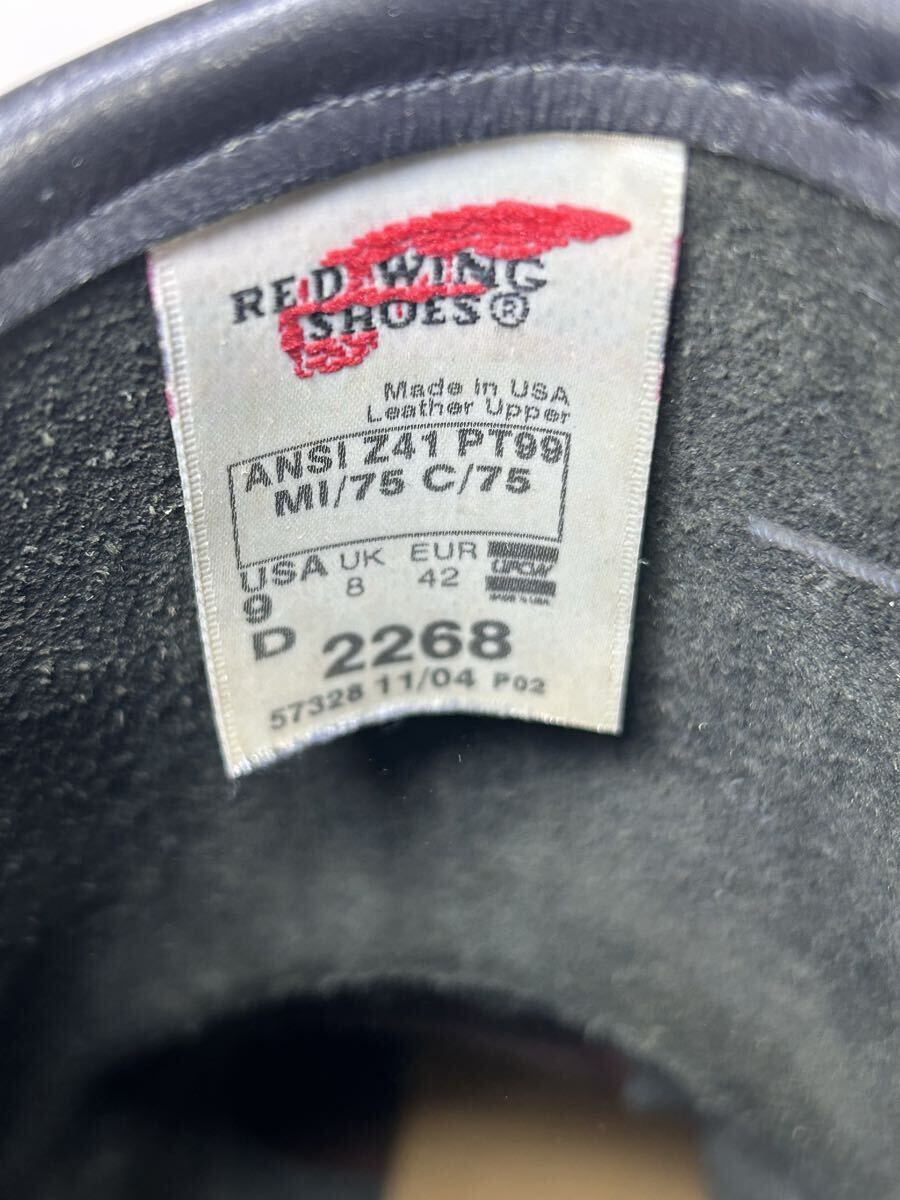 RED WING
SHOES®
Made in USA
Leather Upper
ANSI Z41 PT99
MI/75 C/75
USA UK EUR
9 8 42 UFCW
D 2268
57328 11/04 P02